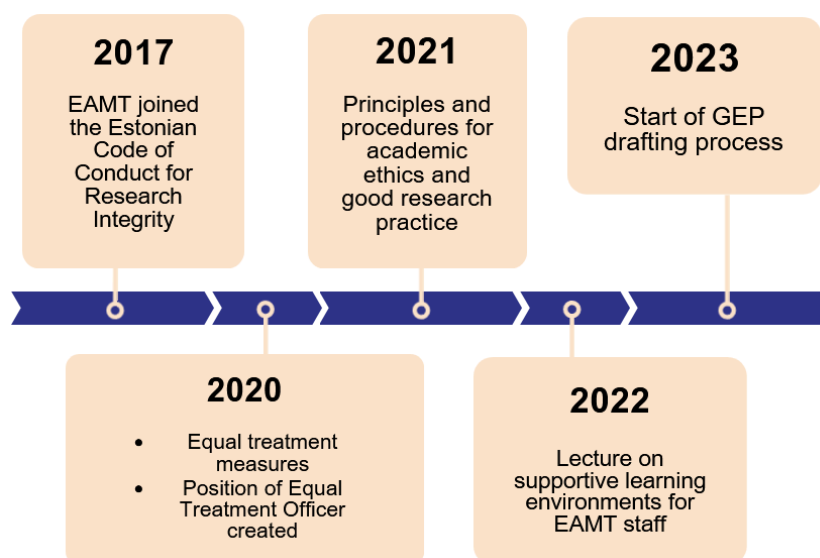 2017
EAMT joined
the Estonian
Code of
Conduct for
Research
Integrity
2020
• Equal treatment
measures
• Position of Equal
Treatment Officer
created
2021
Principles and
procedures for
academic
ethics and
good research
practice
2022
Lecture on
supportive learning
environments for
EAMT staff
2023
Start of GEP
drafting process